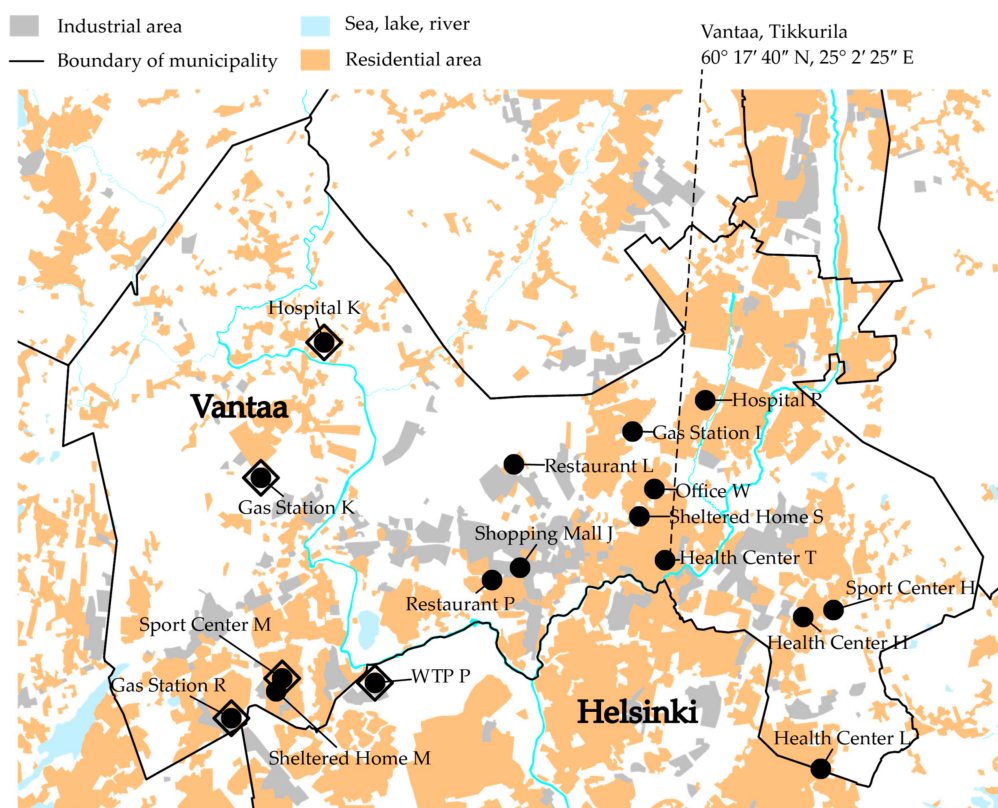 Industrial area
Sea, lake, river
Boundary of municipality
Residential area
Vantaa, Tikkurila
60° 17′ 40″ N, 25° 2′ 25″ E
Hospital K
Vantaa
Hospital P
Gas Station I
Restaurant L
Office W
Gas Station K
Sheltered Home S
Shopping Mall J
Health Center T
Restaurant P
Sport Center H
Sport Center M
Health Center H
Gas Station R
WTP P
Helsinki
Health Center L
Sheltered Home M